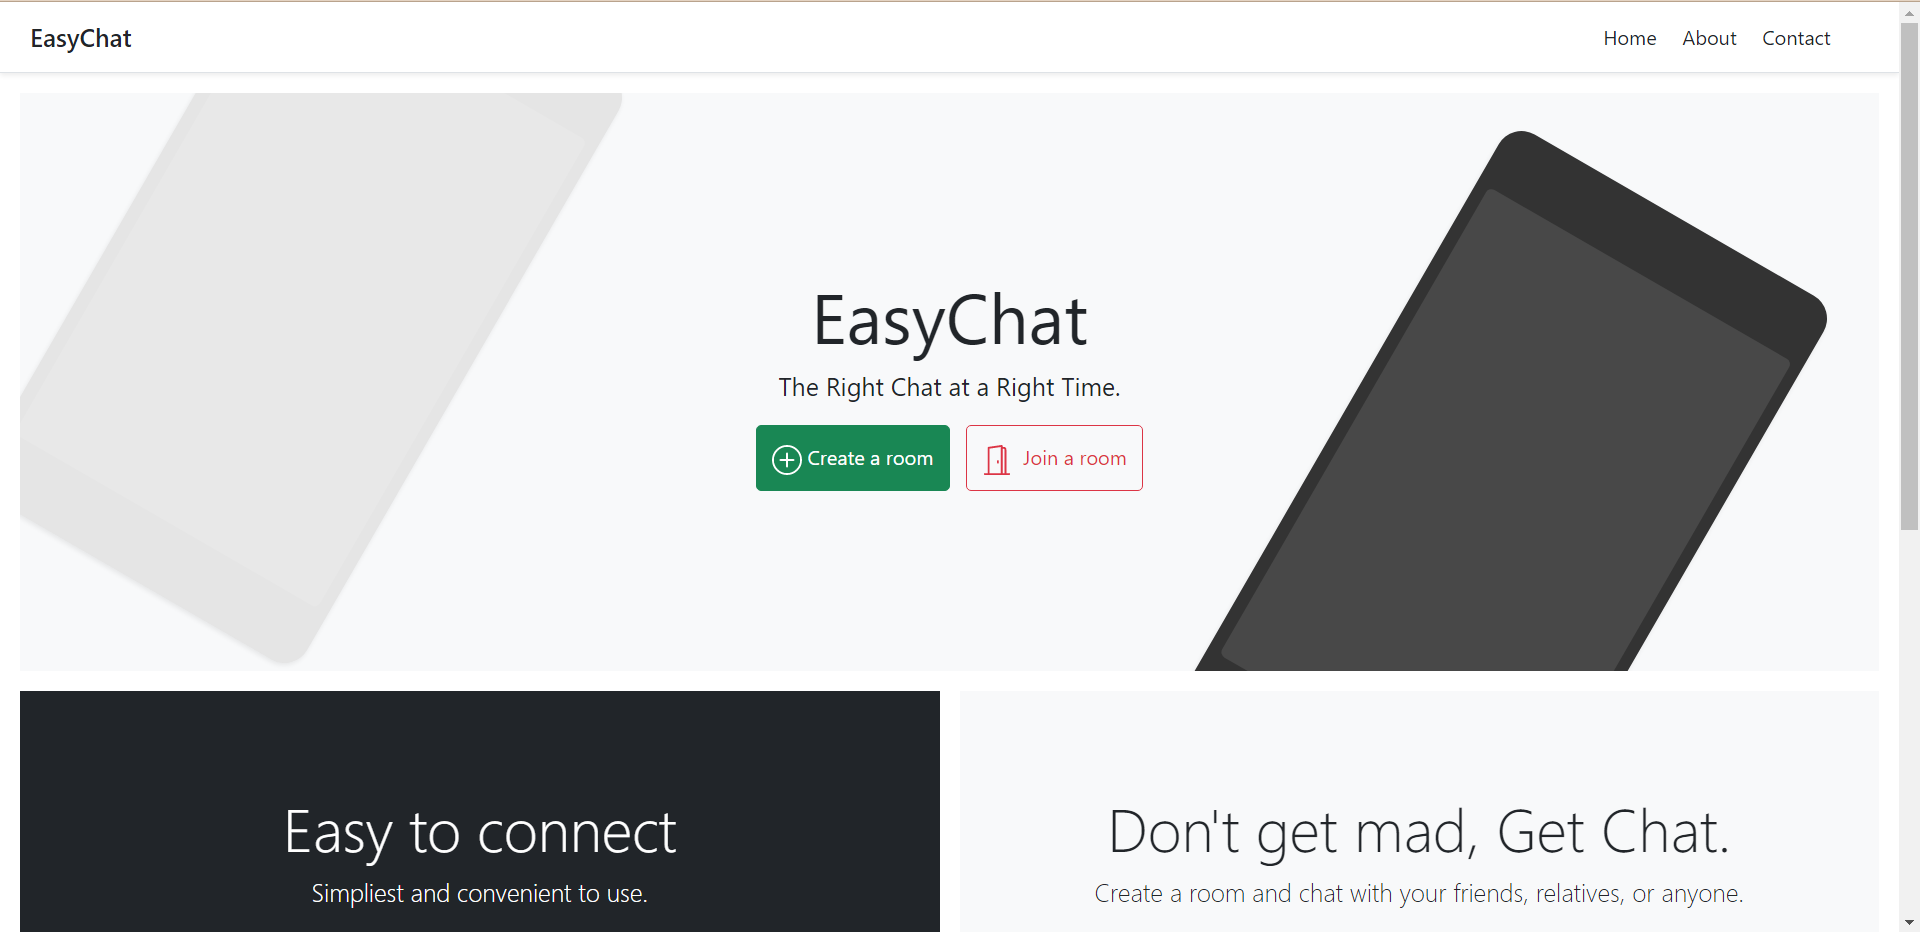 EasyChat
Home About Contact
EasyChat
The Right Chat at a Right Time.
Create a room
Join a room
Easy to connect
Simpliest and convenient to use.
Don't get mad, Get Chat.
Create a room and chat with your friends, relatives, or anyone.